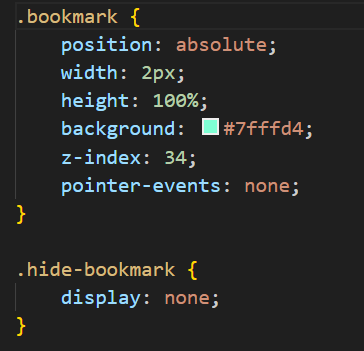 .bookmark {
    position: absolute;
    width: 2px;
    height: 100%;
    background: #7fffd4;
    z-index: 34;
    pointer-events: none;
}

.hide-bookmark {
    display: none;
}